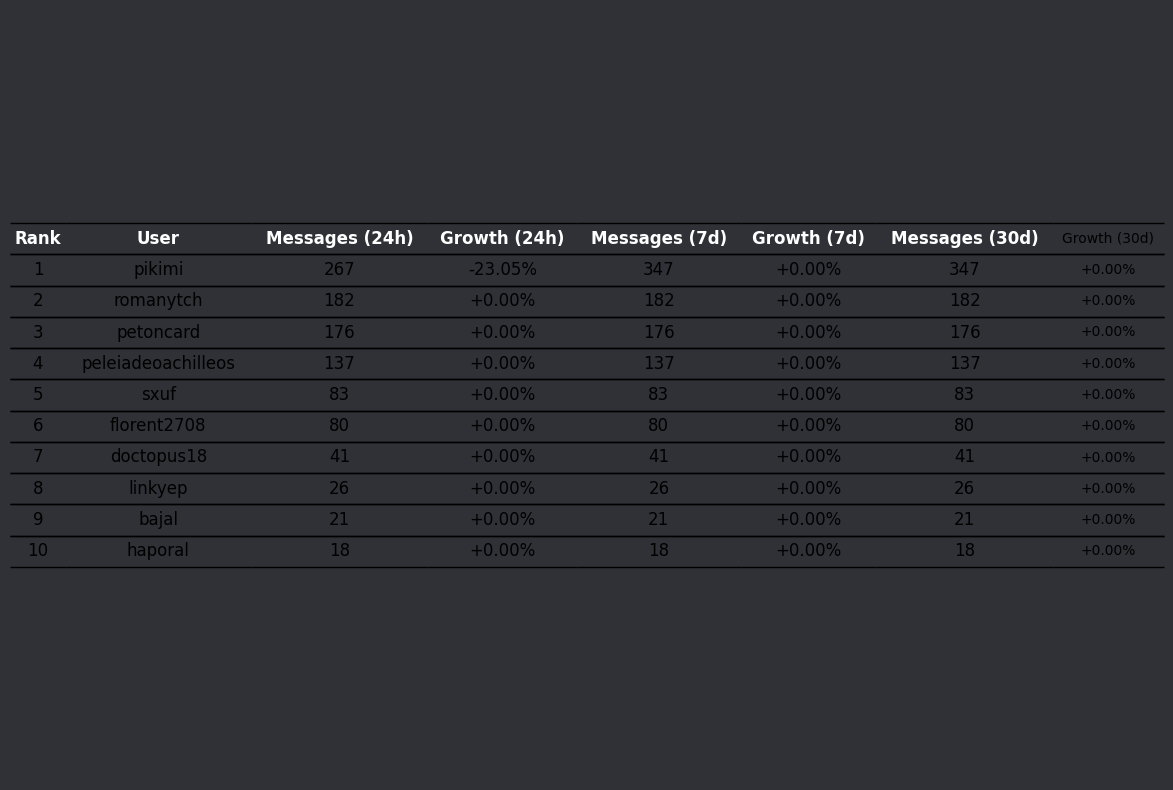 Rank User Messages (24h) Growth (24h) Messages (7d) Growth (7d) Messages (30d) Growth (30d)
1 pikimi 267 -23.05% 347 +0.00% 347 +0.00%
2 romanytch 182 +0.00% 182 +0.00% 182 +0.00%
3 petoncard 176 +0.00% 176 +0.00% 176 +0.00%
4 peleiadeoachilleos 137 +0.00% 137 +0.00% 137 +0.00%
5 sxuf 83 +0.00% 83 +0.00% 83 +0.00%
6 florent2708 80 +0.00% 80 +0.00% 80 +0.00%
7 doctopus18 41 +0.00% 41 +0.00% 41 +0.00%
8 linkyep 26 +0.00% 26 +0.00% 26 +0.00%
9 bajal 21 +0.00% 21 +0.00% 21 +0.00%
10 haporal 18 +0.00% 18 +0.00% 18 +0.00%